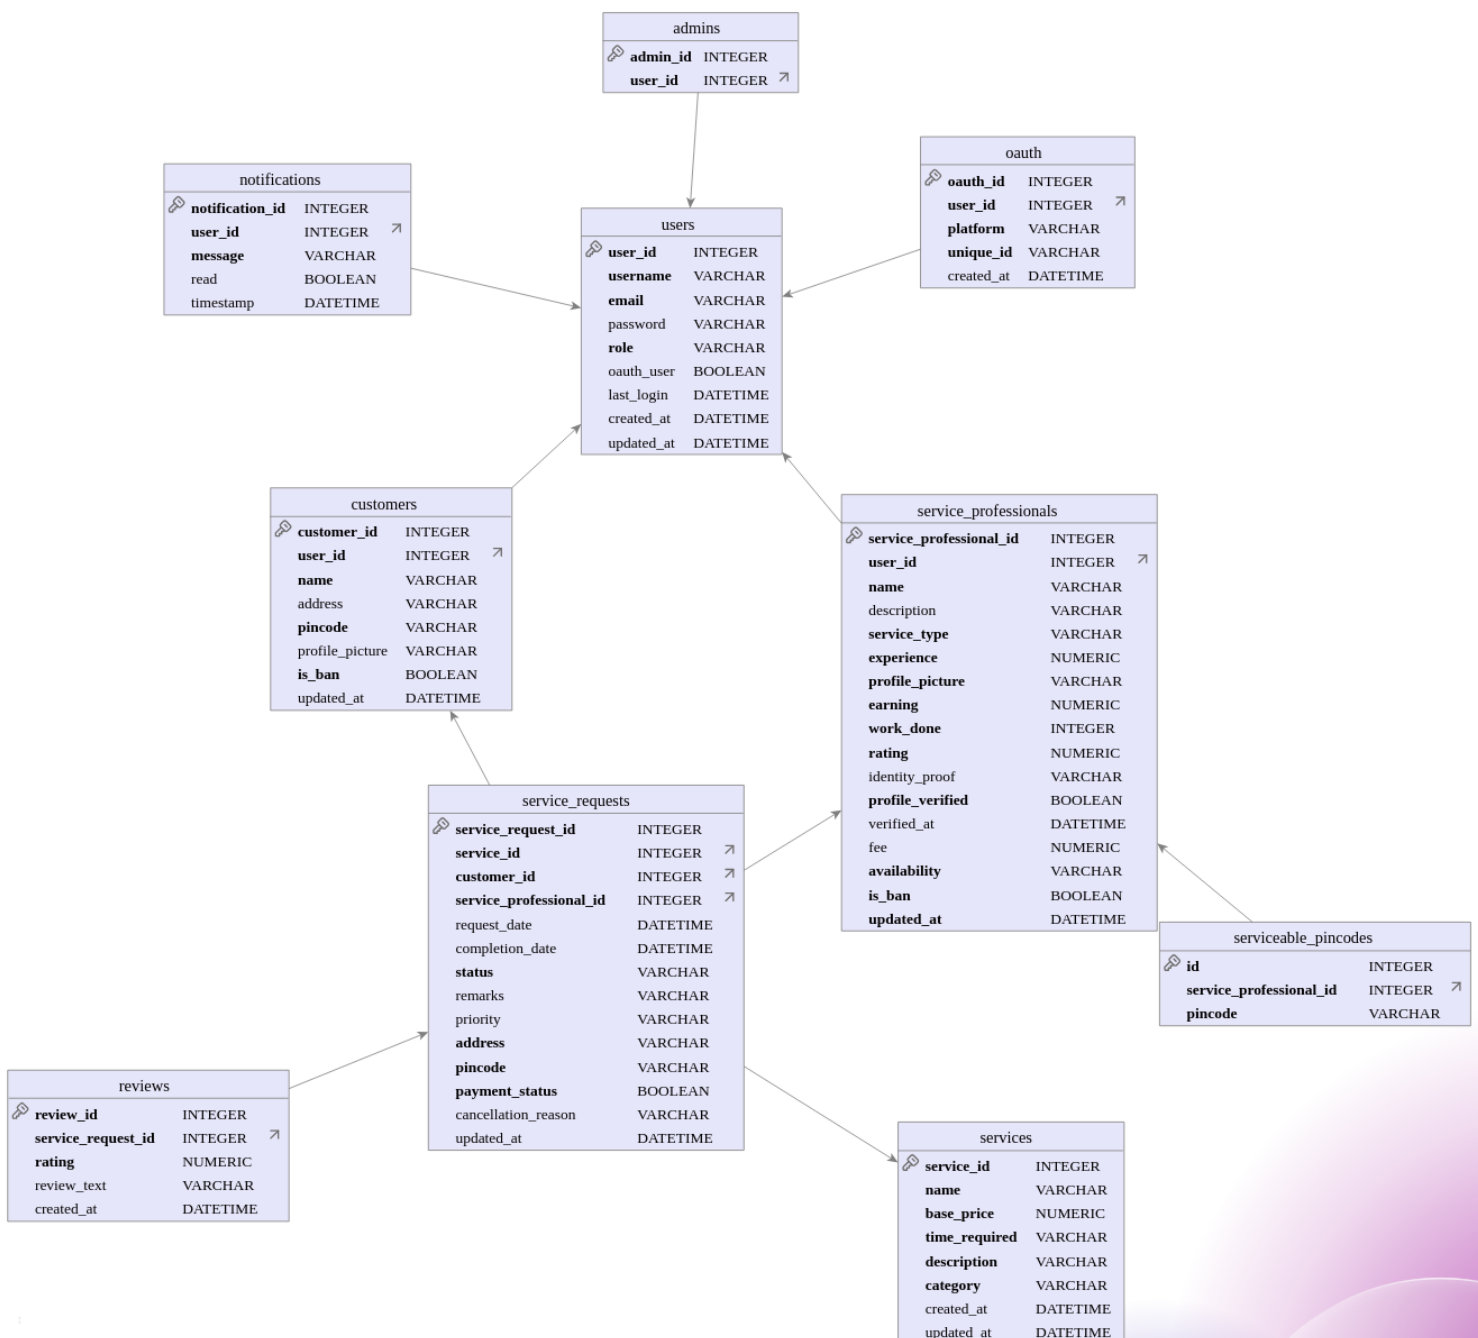 admins
admin_id INTEGER
user_id INTEGER
oauth
oauth_id INTEGER
user_id INTEGER
platform VARCHAR
unique_id VARCHAR
created_at DATETIME
notifications
notification_id INTEGER
user_id INTEGER
message VARCHAR
read BOOLEAN
timestamp DATETIME
users
user_id INTEGER
username VARCHAR
email VARCHAR
password VARCHAR
role VARCHAR
oauth_user BOOLEAN
last_login DATETIME
created_at DATETIME
updated_at DATETIME
customers
customer_id INTEGER
user_id INTEGER
name VARCHAR
address VARCHAR
pincode VARCHAR
profile_picture VARCHAR
is_ban BOOLEAN
updated_at DATETIME
service_professionals
service_professional_id INTEGER
user_id INTEGER
name VARCHAR
description VARCHAR
service_type VARCHAR
experience NUMERIC
profile_picture VARCHAR
earning NUMERIC
work_done INTEGER
rating NUMERIC
identity_proof VARCHAR
profile_verified BOOLEAN
verified_at DATETIME
fee NUMERIC
availability VARCHAR
is_ban BOOLEAN
updated_at DATETIME
service_requests
service_request_id INTEGER
service_id INTEGER
customer_id INTEGER
service_professional_id INTEGER
request_date DATETIME
completion_date DATETIME
status VARCHAR
remarks VARCHAR
priority VARCHAR
address VARCHAR
pincode VARCHAR
payment_status BOOLEAN
cancellation_reason VARCHAR
updated_at DATETIME
serviceable_pincodes
id INTEGER
service_professional_id INTEGER
pincode VARCHAR
reviews
review_id INTEGER
service_request_id INTEGER
rating NUMERIC
review_text VARCHAR
created_at DATETIME
services
service_id INTEGER
name VARCHAR
base_price NUMERIC
time_required VARCHAR
description VARCHAR
category VARCHAR
created_at DATETIME
updated_at DATETIME